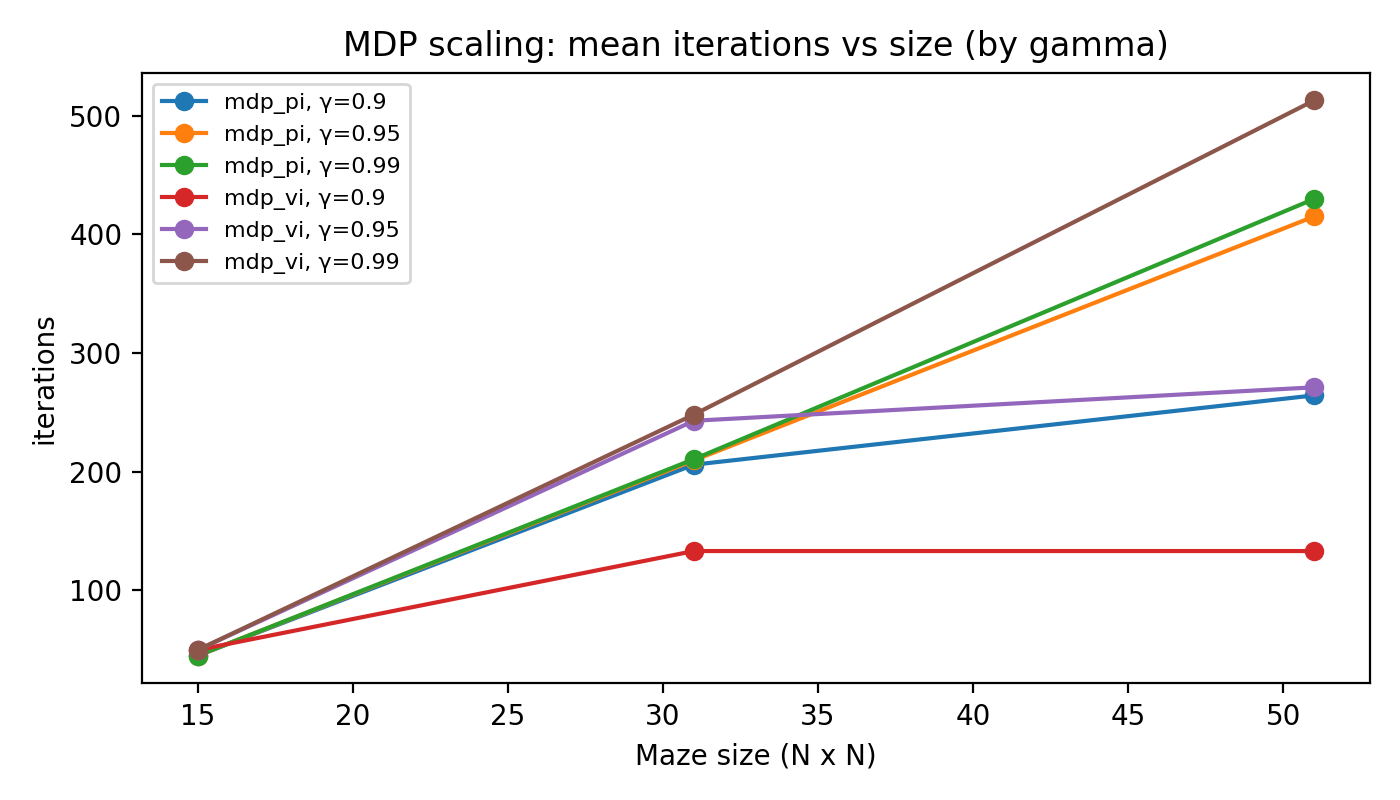 MDP scaling: mean iterations vs size (by gamma)
mdp_pi, γ=0.9
mdp_pi, γ=0.95
mdp_pi, γ=0.99
mdp_vi, γ=0.9
mdp_vi, γ=0.95
mdp_vi, γ=0.99
500
400
300
200
100
iterations
15 20 25 30 35 40 45 50
Maze size (N x N)